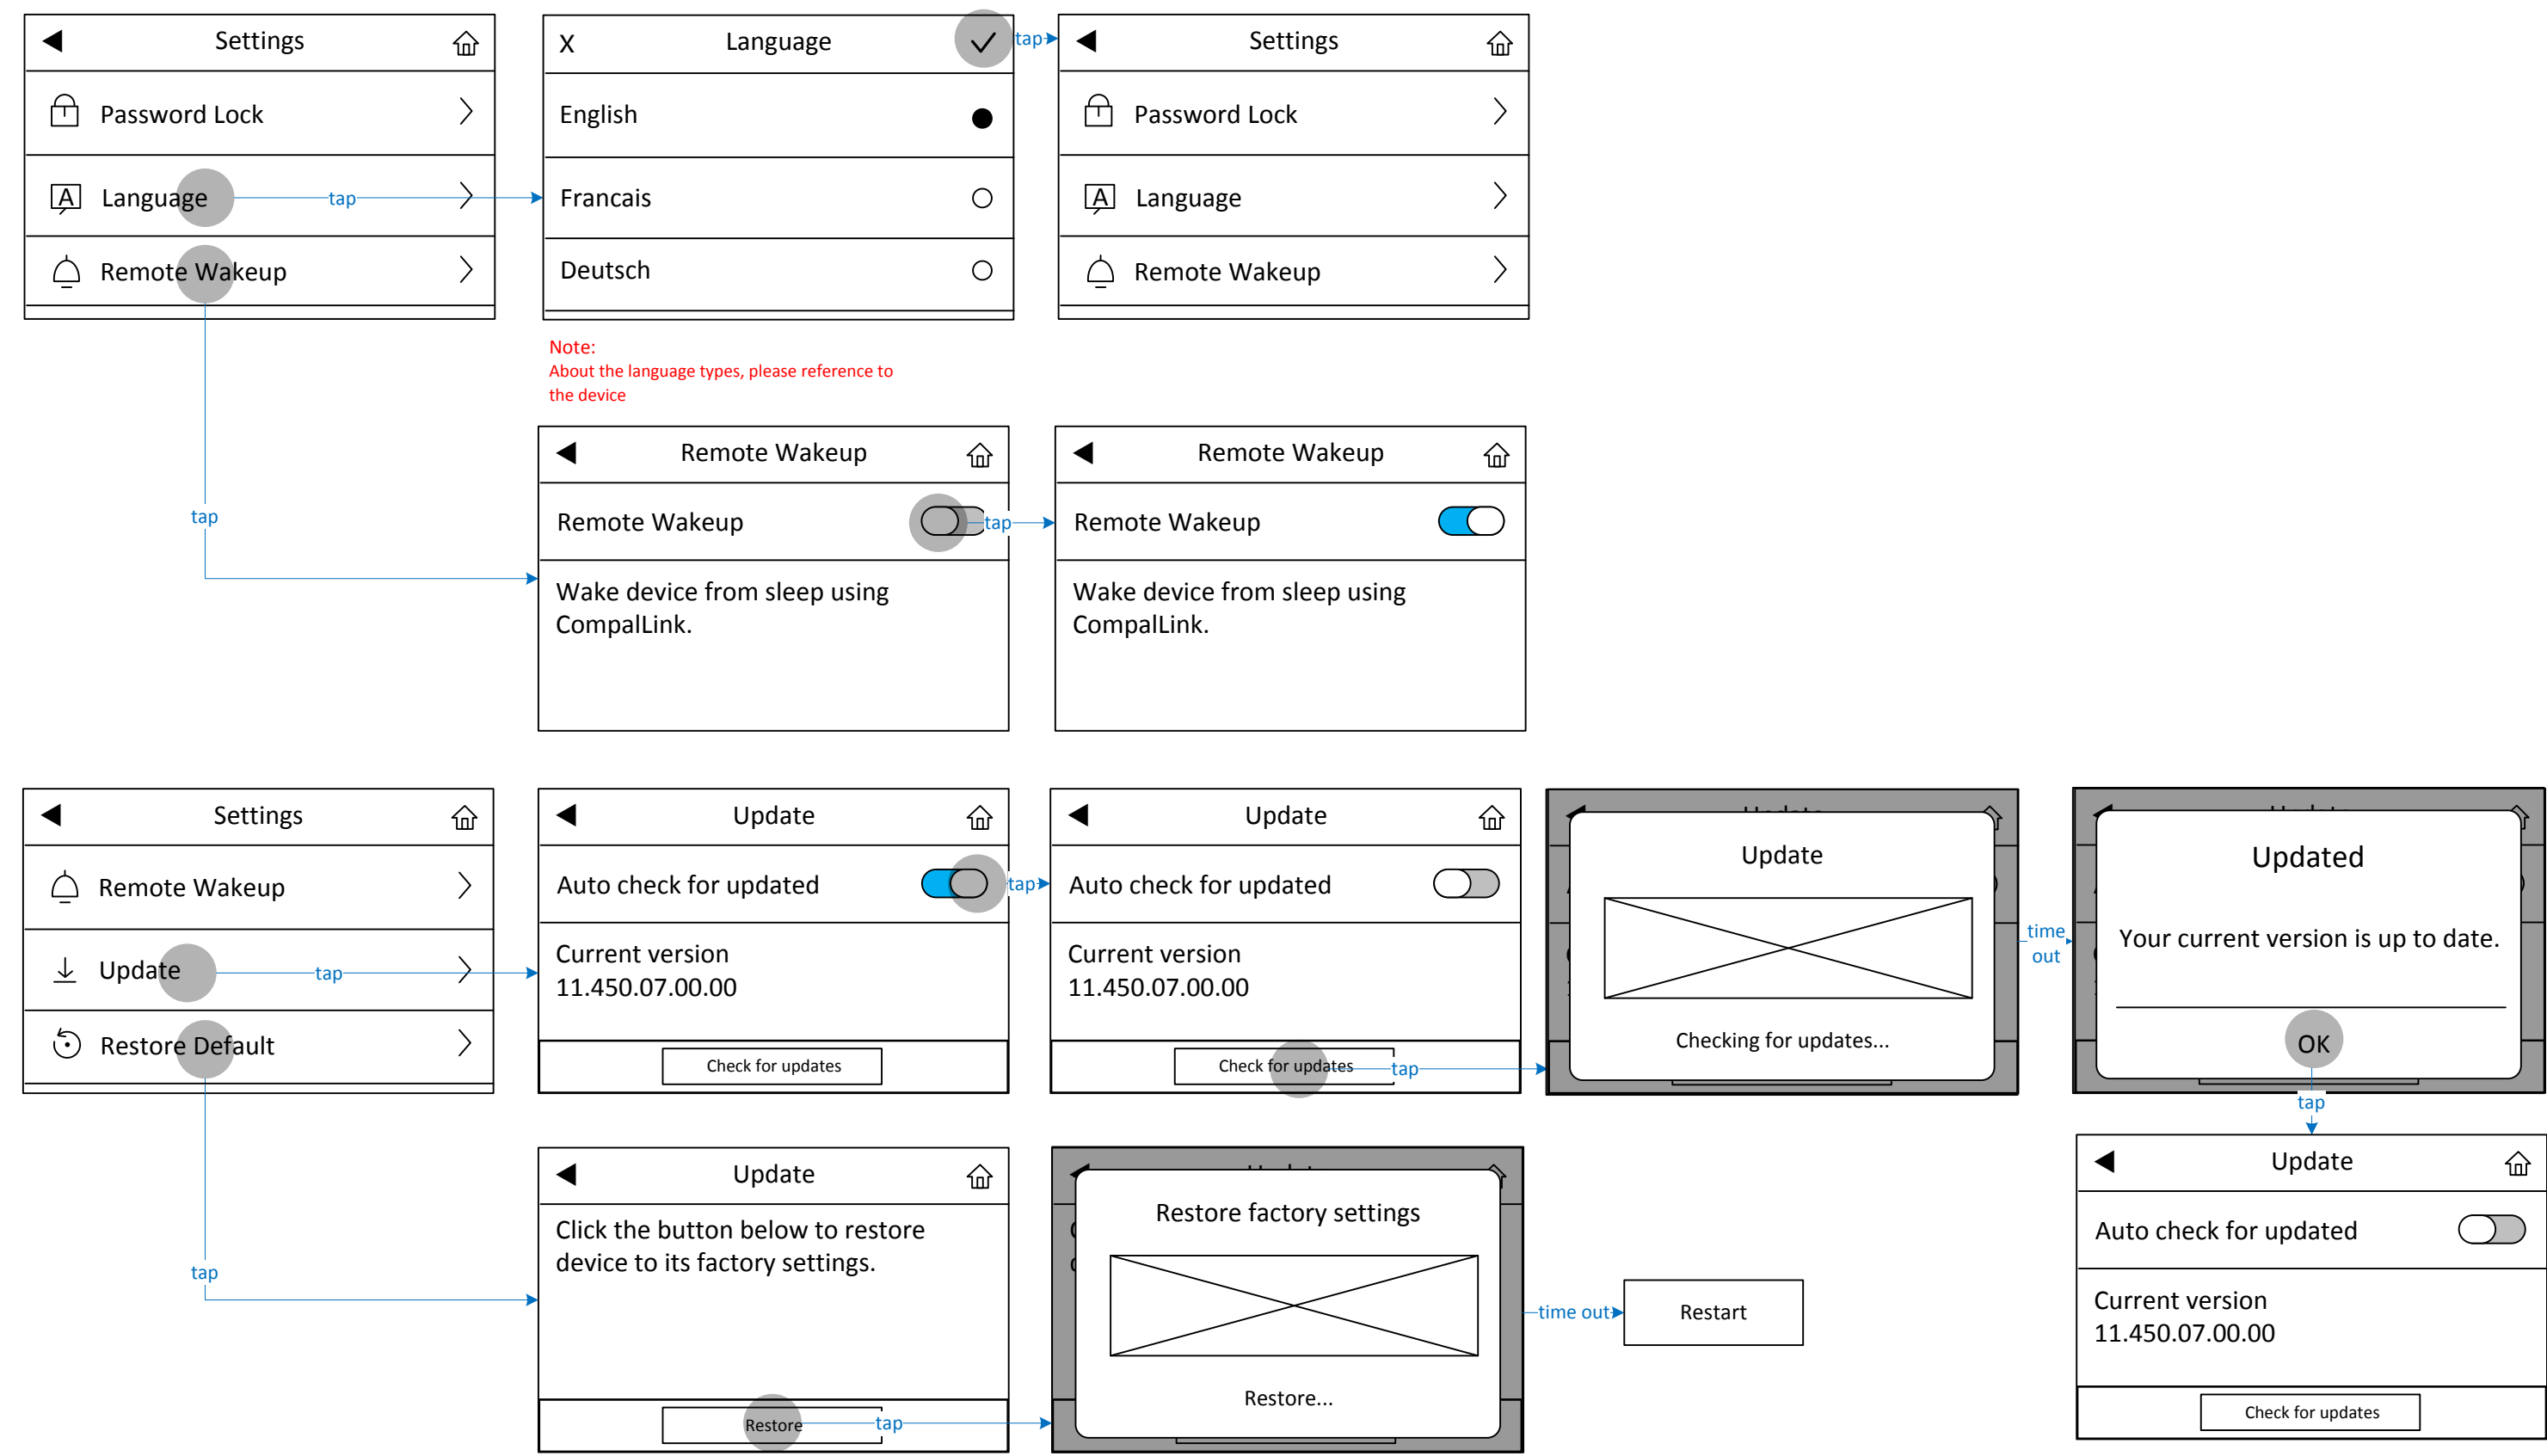 Settings
Password Lock
A Language
Remote Wakeup
tap
X Language
English
Francais
Deutsch
tap
Settings
Password Lock
A Language
Remote Wakeup
Note:
About the language types, please reference to
the device
tap
Remote Wakeup
Remote Wakeup
Wake device from sleep using
CompalLink.
tap
Remote Wakeup
Remote Wakeup
Wake device from sleep using
CompalLink.
Settings
Remote Wakeup
Update
Restore Default
tap
Update
Auto check for updated
Current version
11.450.07.00.00
Check for updates
tap
Update
Auto check for updated
Current version
11.450.07.00.00
Check for updates
tap
Update
Checking for updates...
time
out
Updated
Your current version is up to date.
OK
tap
Update
Auto check for updated
Current version
11.450.07.00.00
Check for updates
tap
Update
Click the button below to restore
device to its factory settings.
Restore
tap
Restore factory settings
Restore...
time out
Restart